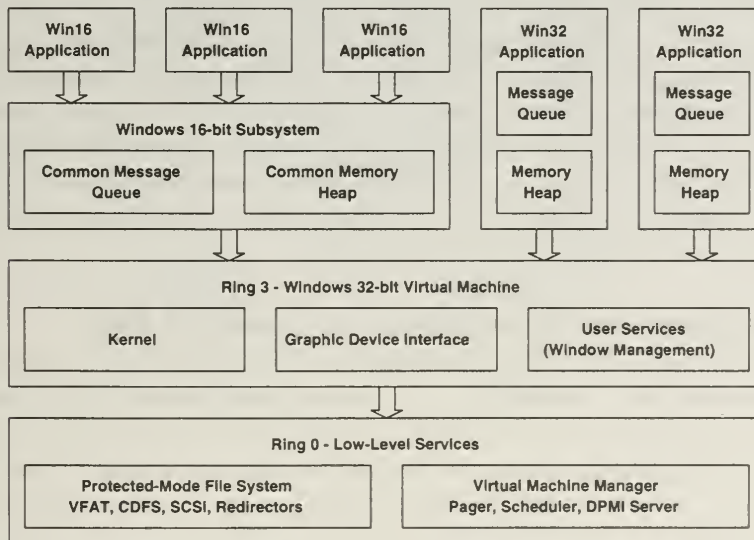 Win16
Application
Win16
Application
Win16
Application
Win32
Application
Message
Queue
Memory
Heap
Win32
Application
Message
Queue
Memory
Heap
Windows 16-bit Subsystem
Common Message
Queue
Common Memory
Heap
Ring 3 - Windows 32-bit Virtual Machine
Kernel
Graphic Device Interface
User Services
(Window Management)
Ring 0 - Low-Level Services
Protected-Mode File System
VFAT, CDFS, SCSI, Redirectors
Virtual Machine Manager
Pager, Scheduler, DPMI Server